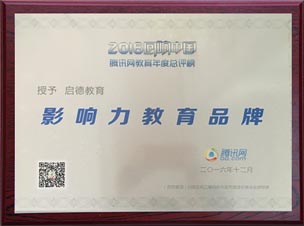 2016回响中国
腾讯网教育年度总评榜
授予 启德教育
影响力教育品牌
腾讯网
二〇一六年十二月